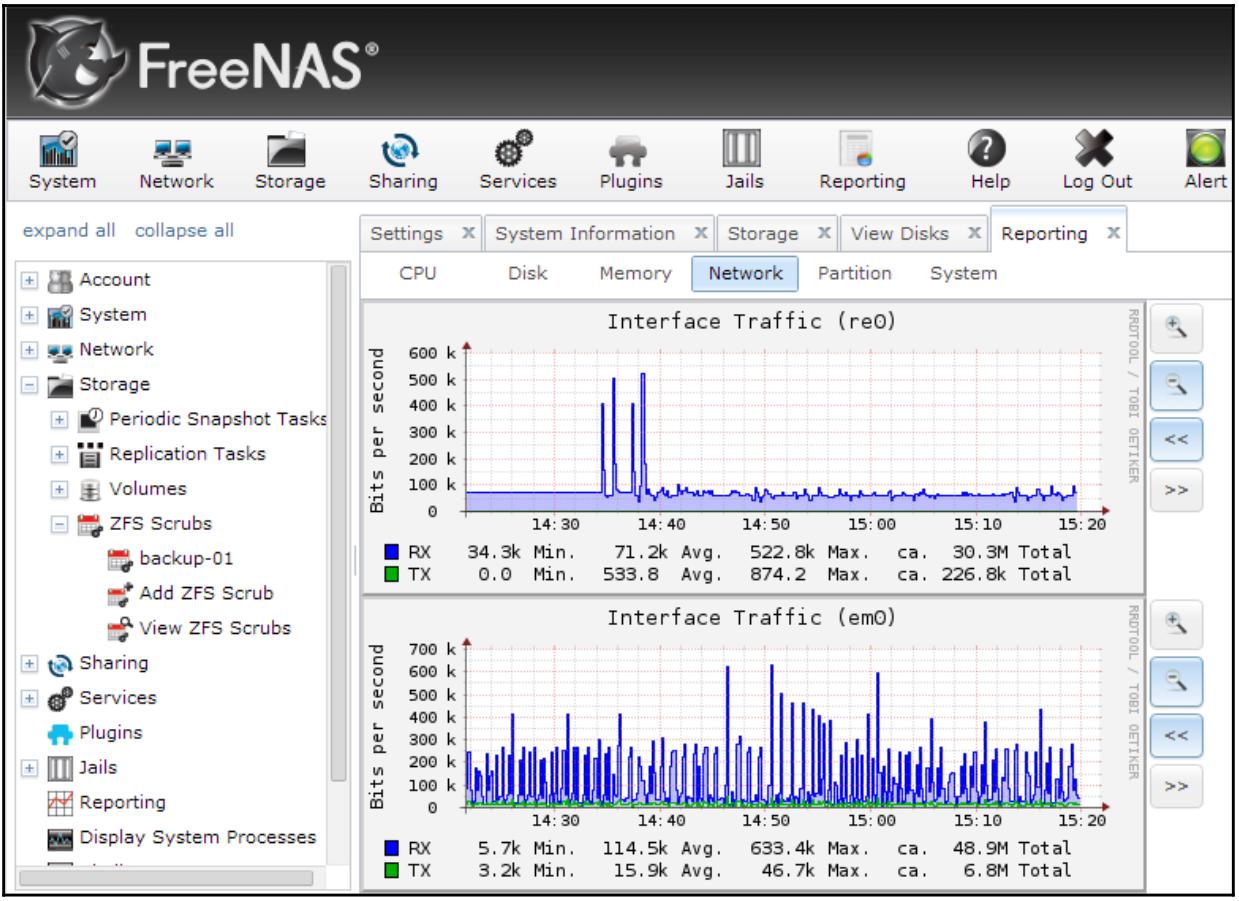 FreeNAS®
System Network Storage Sharing Services Plugins Jails Reporting Help Log Out Alert
expand all collapse all
Settings x System Information x Storage x View Disks x Reporting x
CPU Disk Memory Network Partition System
Account
System
Network
Storage
Periodic Snapshot Tasks
Replication Tasks
Volumes
ZFS Scrubs
backup-01
Add ZFS Scrub
View ZFS Scrubs
Sharing
Services
Plugins
Jails
Reporting
Display System Processes
Interface Traffic (re0)
RRDTOOL / TOBI OETIKER
Bits per second
600 k
500 k
400 k
300 k
200 k
100 k
0
14:30 14:40 14:50 15:00 15:10 15:20
RX 34.3k Min. 71.2k Avg. 522.8k Max. ca. 30.3M Total
TX 0.0 Min. 533.8 Avg. 874.2 Max. ca. 226.8k Total
<<
>>
Interface Traffic (em0)
RRDTOOL / TOBI OETIKER
Bits per second
700 k
600 k
500 k
400 k
300 k
200 k
100 k
0
14:30 14:40 14:50 15:00 15:10 15:20
RX 5.7k Min. 114.5k Avg. 633.4k Max. ca. 48.9M Total
TX 3.2k Min. 15.9k Avg. 46.7k Max. ca. 6.8M Total
<<
>>